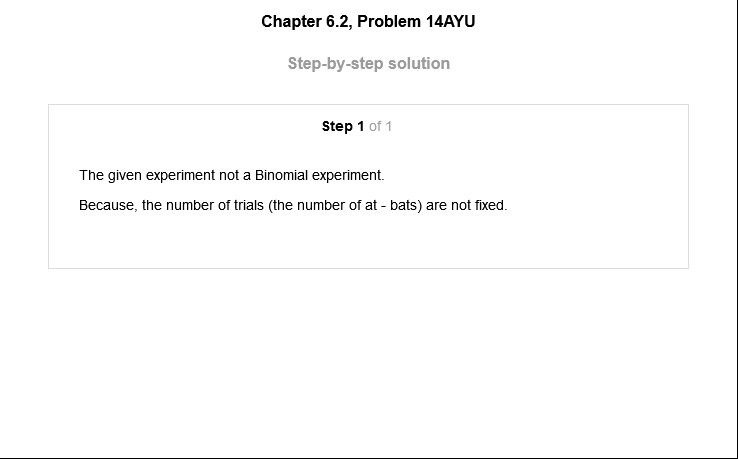 Chapter 6.2, Problem 14AYU
Step-by-step solution
Step 1 of 1
The given experiment not a Binomial experiment.
Because, the number of trials (the number of at - bats) are not fixed.